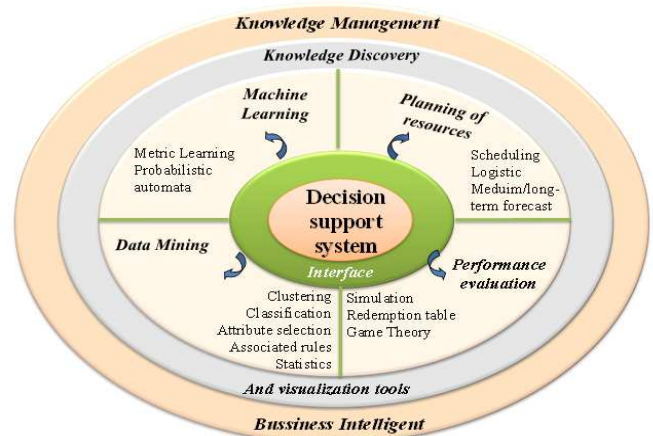 Knowledge Management
Knowledge Discovery
Machine
Learning
Metric Learning
Probabilistic
automata
Planning of
resources
Scheduling
Logistic
Meduim/long-
term forecast
Decision
support
system
Interface
Data Mining
Clustering
Classification
Attribute selection
Associated rules
Statistics
Performance
evaluation
Simulation
Redemption table
Game Theory
And visualization tools
Bussiness Intelligent